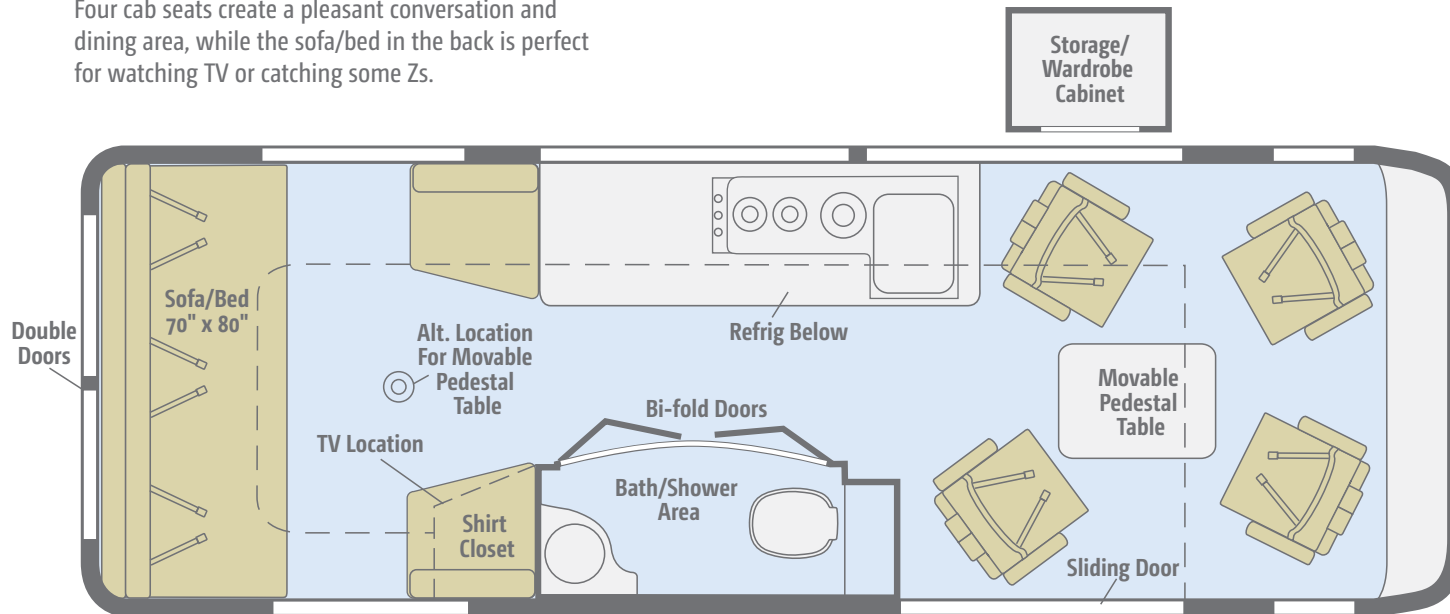 Four cab seats create a pleasant conversation and
dining area, while the sofa/bed in the back is perfect
for watching TV or catching some Zs.
Storage/
Wardrobe
Cabinet
Sofa/Bed
70" x 80"
Double
Doors
Alt. Location
For Movable
Pedestal
Table
Refrig Below
Movable
Pedestal
Table
Bi-fold Doors
TV Location
Bath/Shower
Area
Shirt
Closet
Sliding Door